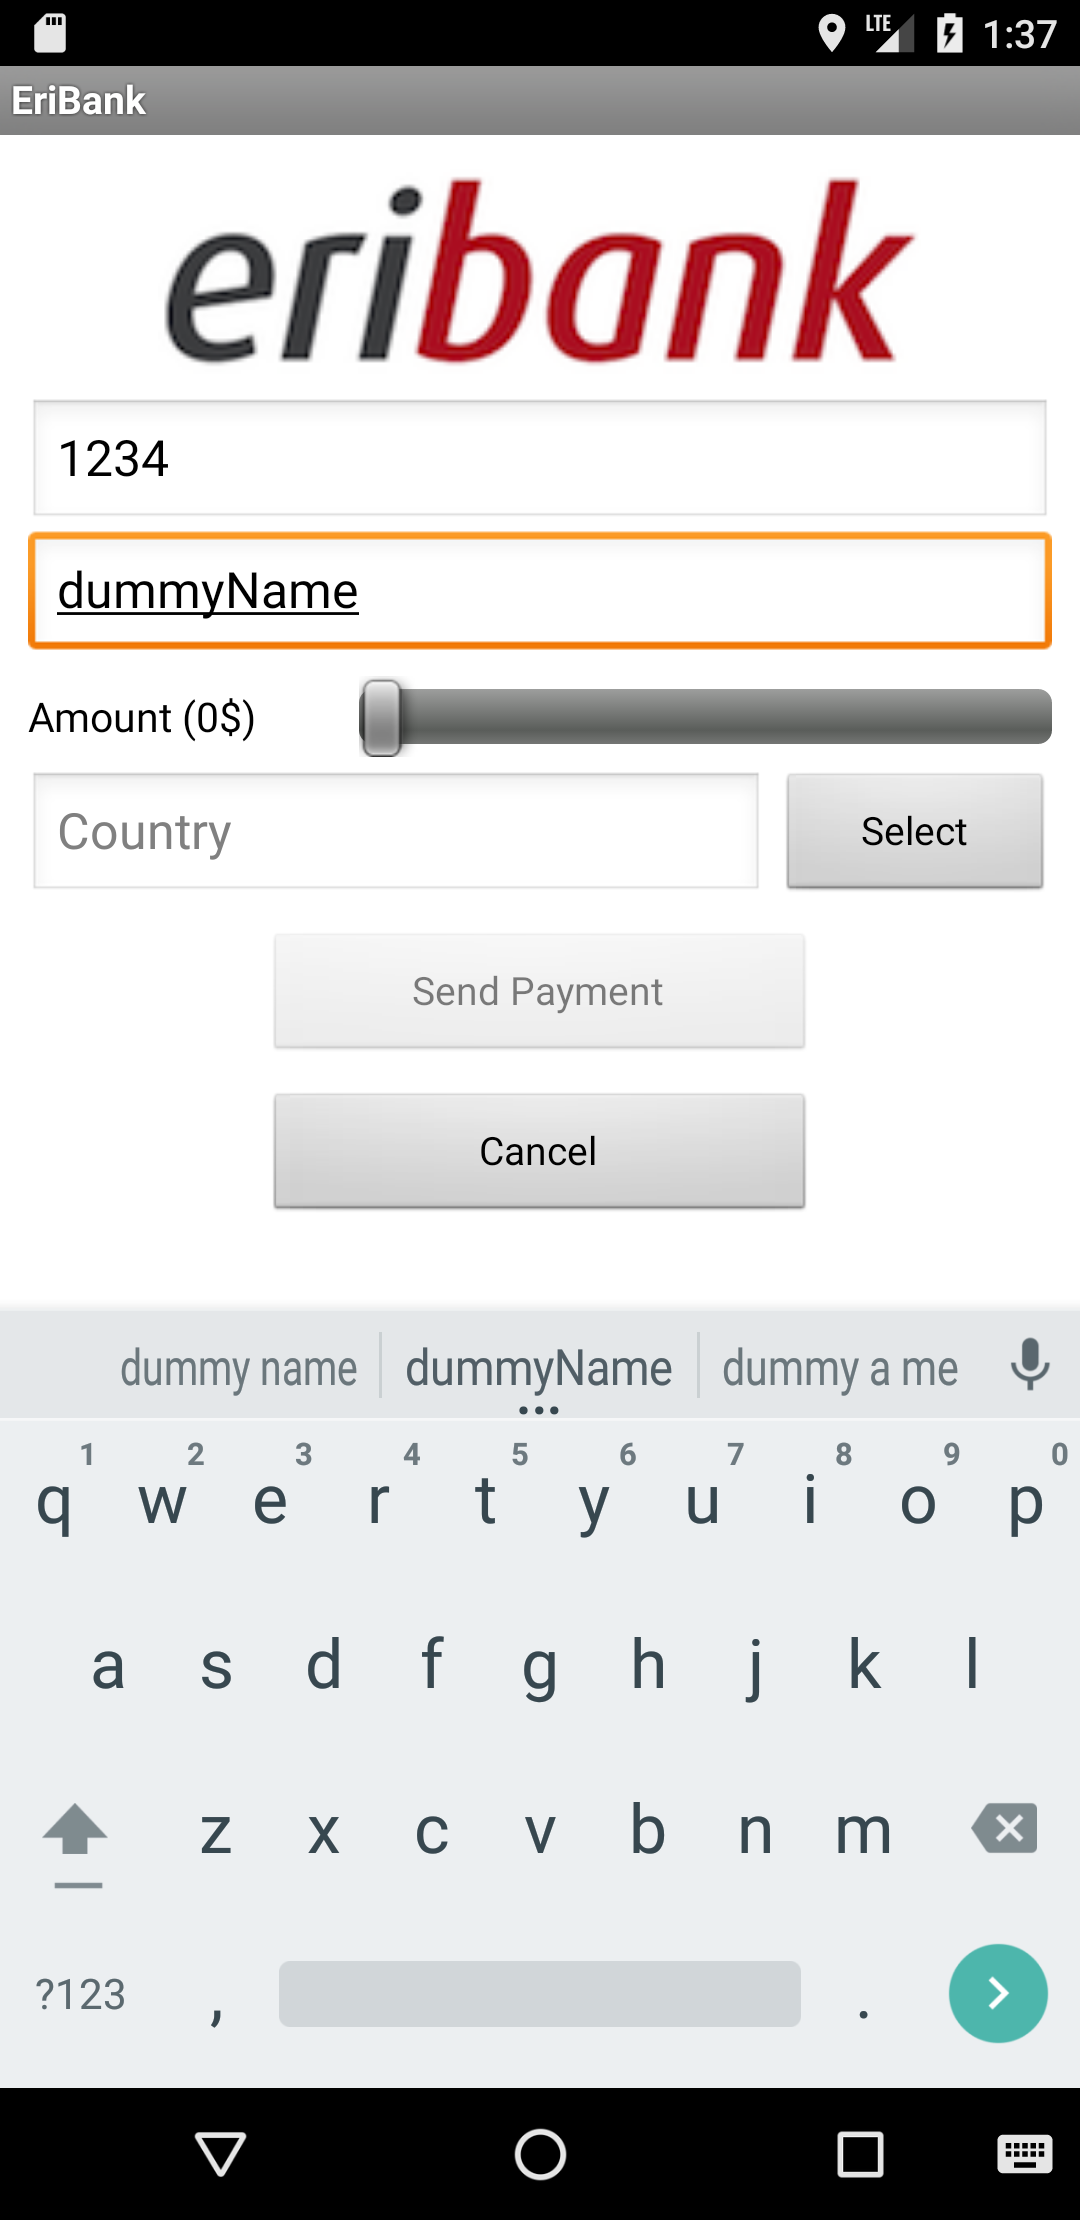 LTE 1:37
EriBank
eribank
1234
dummyName
Amount (0$)
Country
Select
Send Payment
Cancel
dummy name dummyName dummy a me
1 2 3 4 5 6 7 8 9 0
q w e r t y u i o p
a s d f g h j k l
z x c v b n m
?123 , .